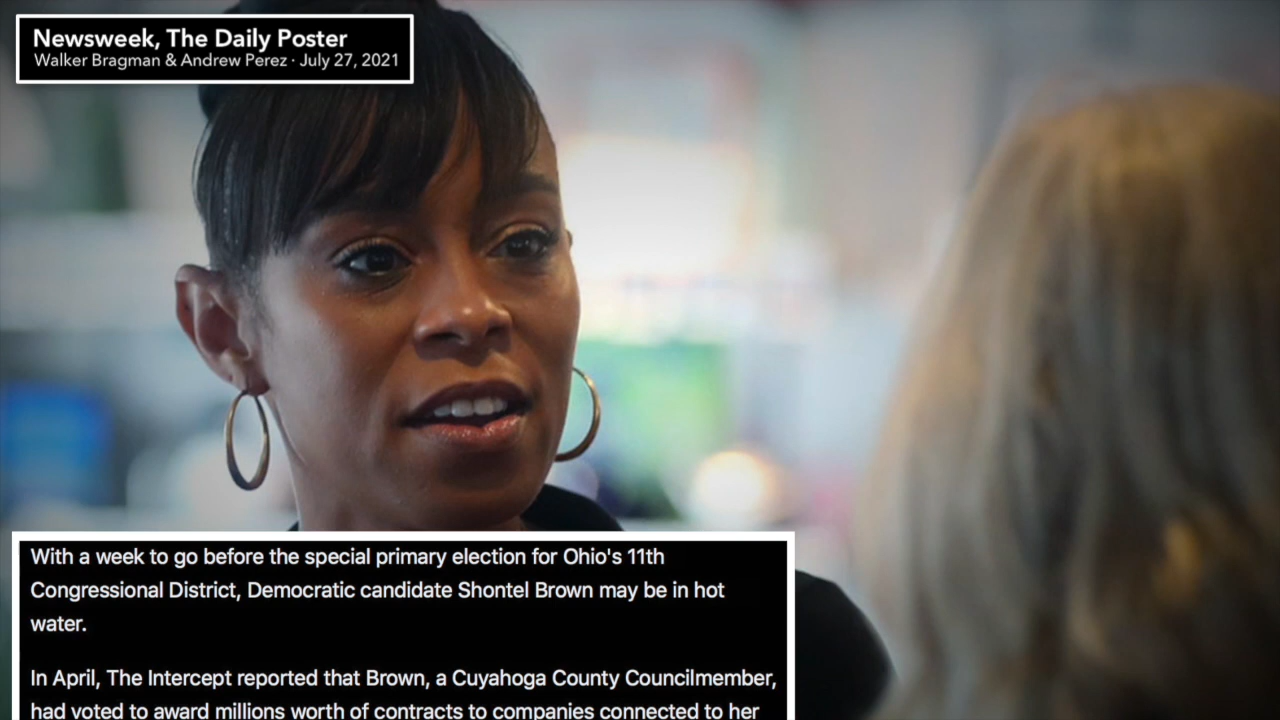 Newsweek, The Daily Poster
Walker Bragman & Andrew Perez · July 27, 2021
With a week to go before the special primary election for Ohio's 11th
Congressional District, Democratic candidate Shontel Brown may be in hot
water.
In April, The Intercept reported that Brown, a Cuyahoga County Councilmember,
had voted to award millions worth of contracts to companies connected to her